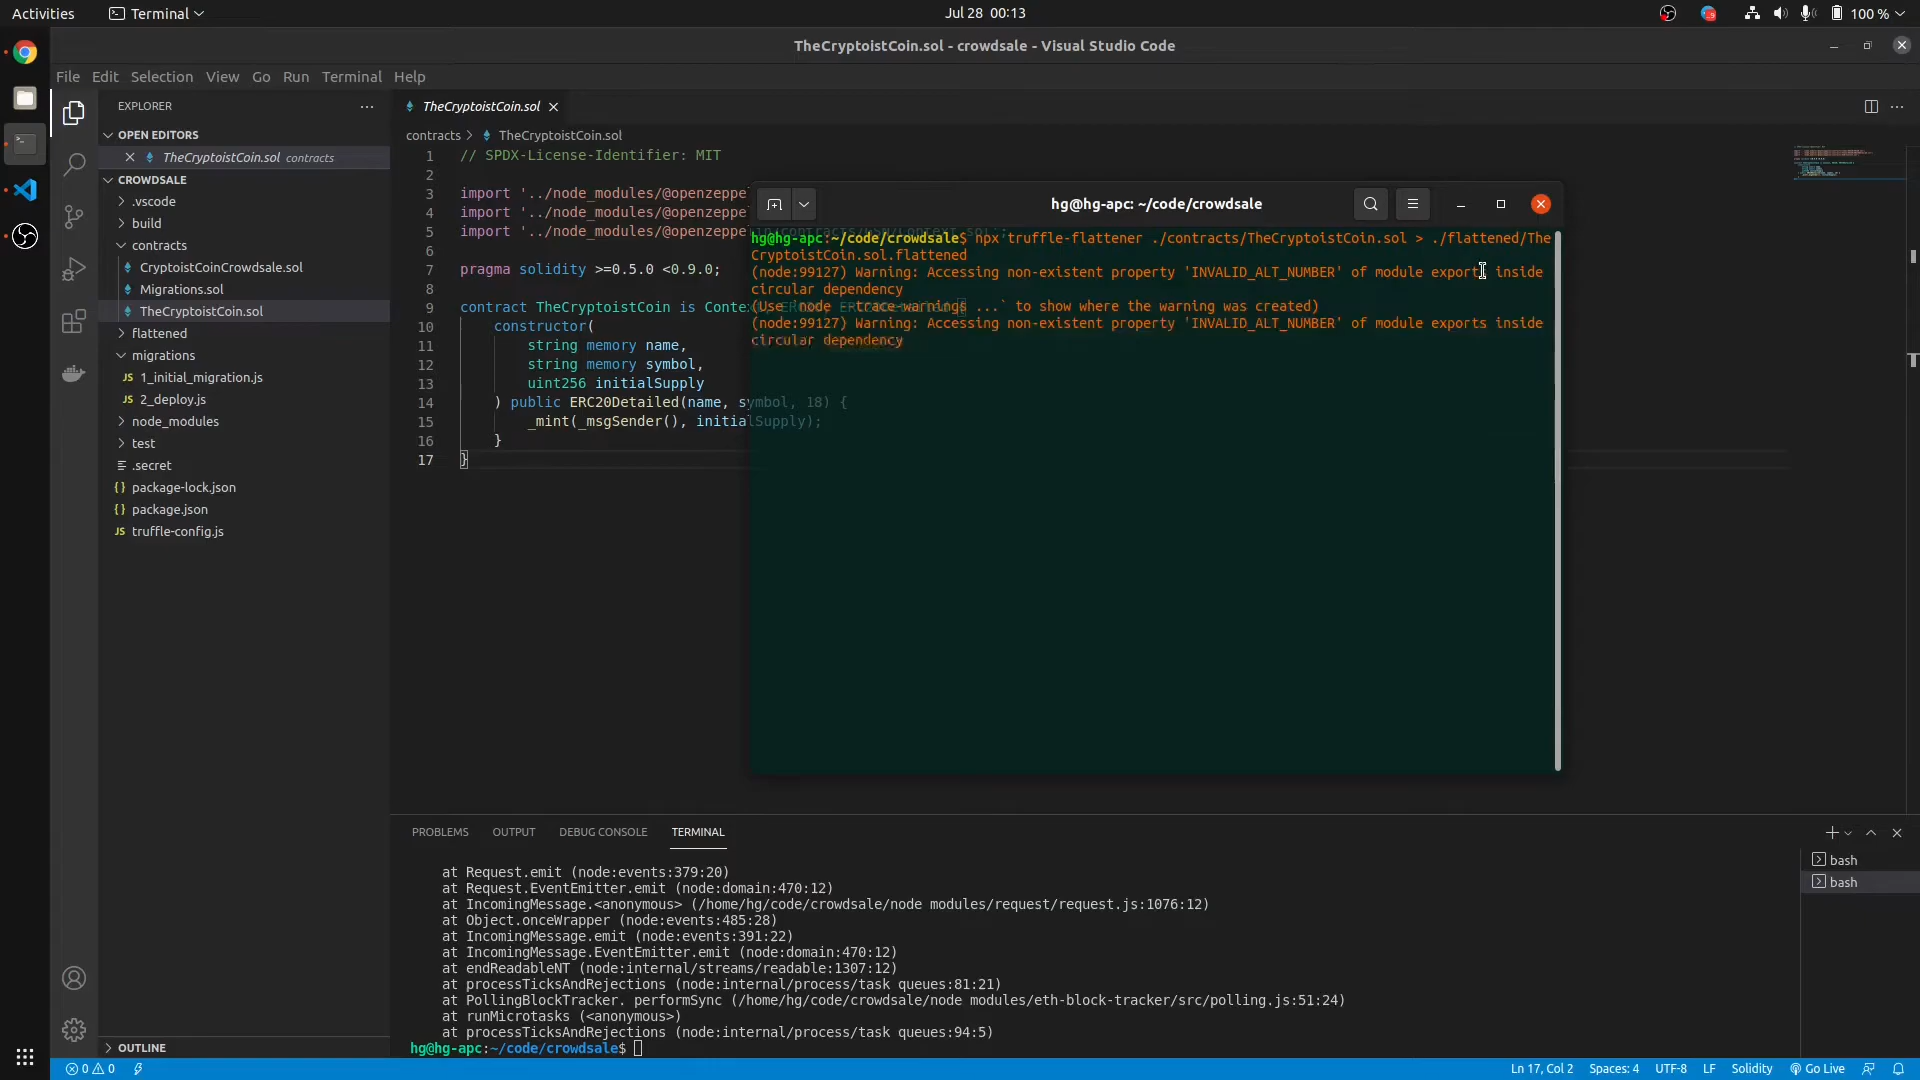 Activities
Terminal
Jul 28 00:13
100 %
TheCryptoistCoin.sol - crowdsale - Visual Studio Code
File Edit Selection View Go Run Terminal Help
EXPLORER
OPEN EDITORS
TheCryptoistCoin.sol contracts
CROWDSALE
.vscode
build
contracts
CryptoistCoinCrowdsale.sol
Migrations.sol
TheCryptoistCoin.sol
flattened
migrations
JS 1_initial_migration.js
JS 2_deploy.js
node_modules
test
.secret
{} package-lock.json
{} package.json
JS truffle-config.js
OUTLINE
TheCryptoistCoin.sol
contracts > TheCryptoistCoin.sol
1 // SPDX-License-Identifier: MIT
2
3 import '../node_modules/@openzeppe
4 import '../node_modules/@openzeppe
5 import '../node_modules/@openzeppe
6
7 pragma solidity >=0.5.0 <0.9.0;
8
9 contract TheCryptoistCoin is Conte
10 constructor(
11 string memory name,
12 string memory symbol,
13 uint256 initialSupply
14 ) public ERC20Detailed(name, symbol, 18) {
15 _mint(_msgSender(), initialSupply);
16 }
17 }
hg@hg-apc: ~/code/crowdsale
hg@hg-apc:~/code/crowdsale$ npx truffle-flattener ./contracts/TheCryptoistCoin.sol > ./flattened/The
CryptoistCoin.sol.flattened
(node:99127) Warning: Accessing non-existent property 'INVALID_ALT_NUMBER' of module exports inside
circular dependency
(Use `node --trace-warnings ...` to show where the warning was created)
(node:99127) Warning: Accessing non-existent property 'INVALID_ALT_NUMBER' of module exports inside
circular dependency
PROBLEMS OUTPUT DEBUG CONSOLE TERMINAL
at Request.emit (node:events:379:20)
at Request.EventEmitter.emit (node:domain:470:12)
at IncomingMessage.<anonymous> (/home/hg/code/crowdsale/node modules/request/request.js:1076:12)
at Object.onceWrapper (node:events:485:28)
at IncomingMessage.emit (node:events:391:22)
at IncomingMessage.EventEmitter.emit (node:domain:470:12)
at endReadableNT (node:internal/streams/readable:1307:12)
at processTicksAndRejections (node:internal/process/task queues:81:21)
at PollingBlockTracker. performSync (/home/hg/code/crowdsale/node modules/eth-block-tracker/src/polling.js:51:24)
at runMicrotasks (<anonymous>)
at processTicksAndRejections (node:internal/process/task queues:94:5)
hg@hg-apc:~/code/crowdsale$
bash
bash
0 0
Ln 17, Col 2 Spaces: 4 UTF-8 LF Solidity Go Live